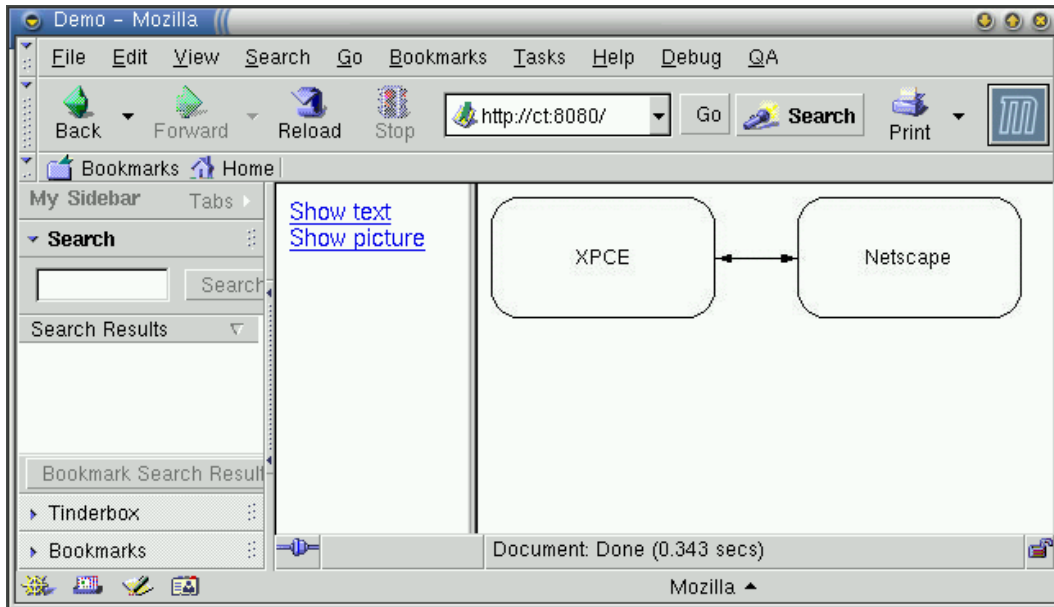 Demo - Mozilla
File Edit View Search Go Bookmarks Tasks Help Debug QA
Back Forward Reload Stop http://ct:8080/ Go Search Print
Bookmarks Home
My Sidebar Tabs
Search
Search
Search Results
Bookmark Search Result
Tinderbox
Bookmarks
Show text
Show picture
XPCE Netscape
Document: Done (0.343 secs)
Mozilla